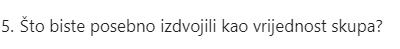 5. Što biste posebno izdvojili kao vrijednost skupa?